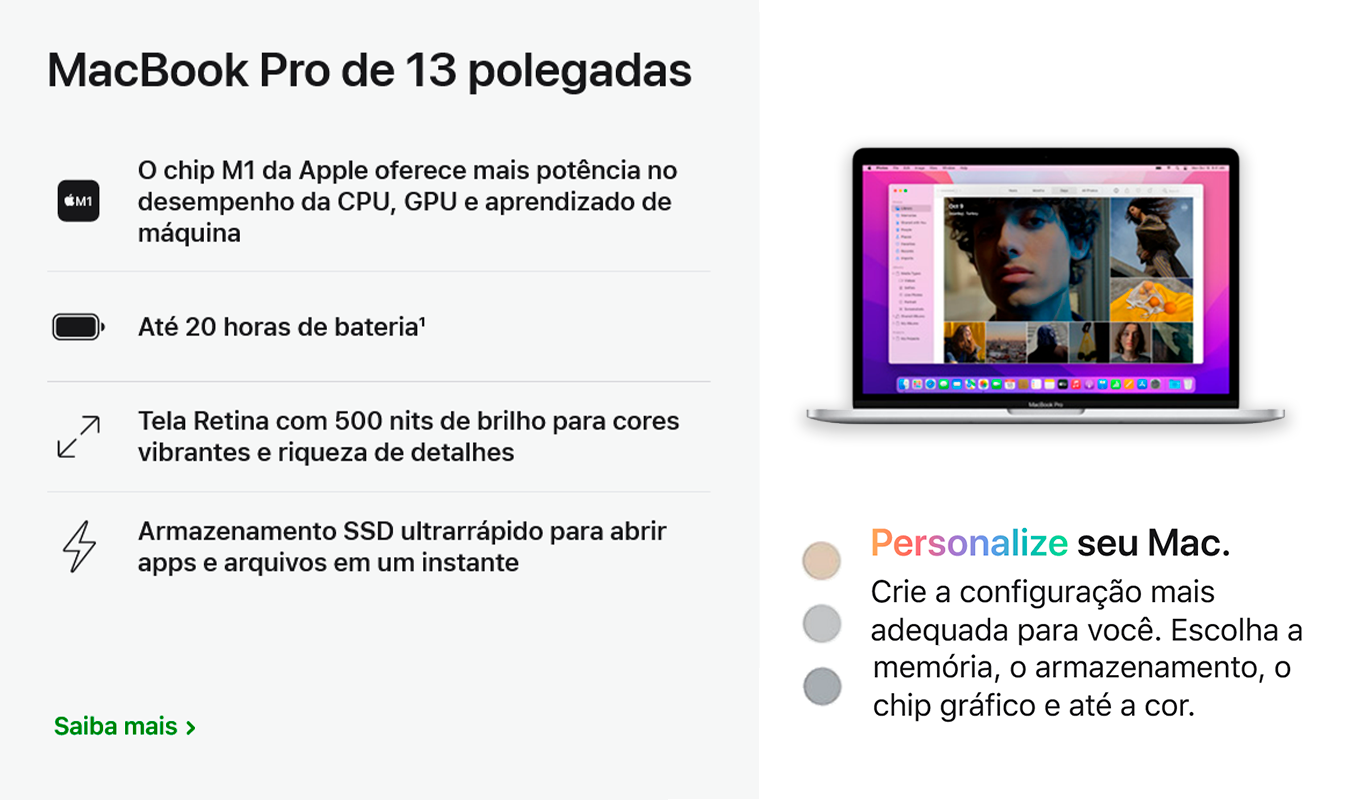 MacBook Pro de 13 polegadas
M1
O chip M1 da Apple oferece mais potência no
desempenho da CPU, GPU e aprendizado de
máquina
Até 20 horas de bateria¹
Tela Retina com 500 nits de brilho para cores
vibrantes e riqueza de detalhes
Armazenamento SSD ultrarrápido para abrir
apps e arquivos em um instante
Saiba mais >
Oct 9
MacBook Pro
Personalize seu Mac.
Crie a configuração mais
adequada para você. Escolha a
memória, o armazenamento, o
chip gráfico e até a cor.